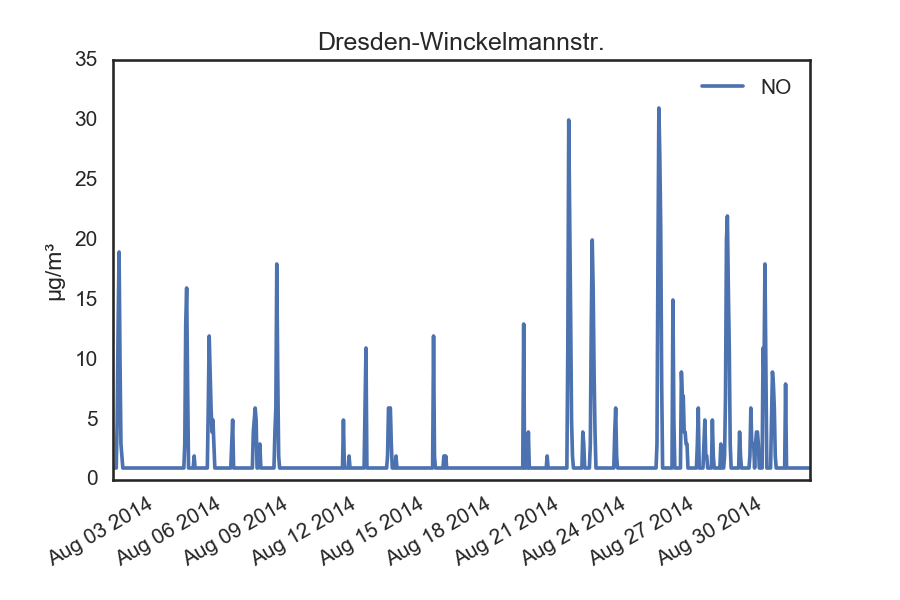 Dresden-Winckelmannstr.
35
30
25
20
15
10
5
0
µg/m³
NO
Aug 03 2014
Aug 06 2014
Aug 09 2014
Aug 12 2014
Aug 15 2014
Aug 18 2014
Aug 21 2014
Aug 24 2014
Aug 27 2014
Aug 30 2014